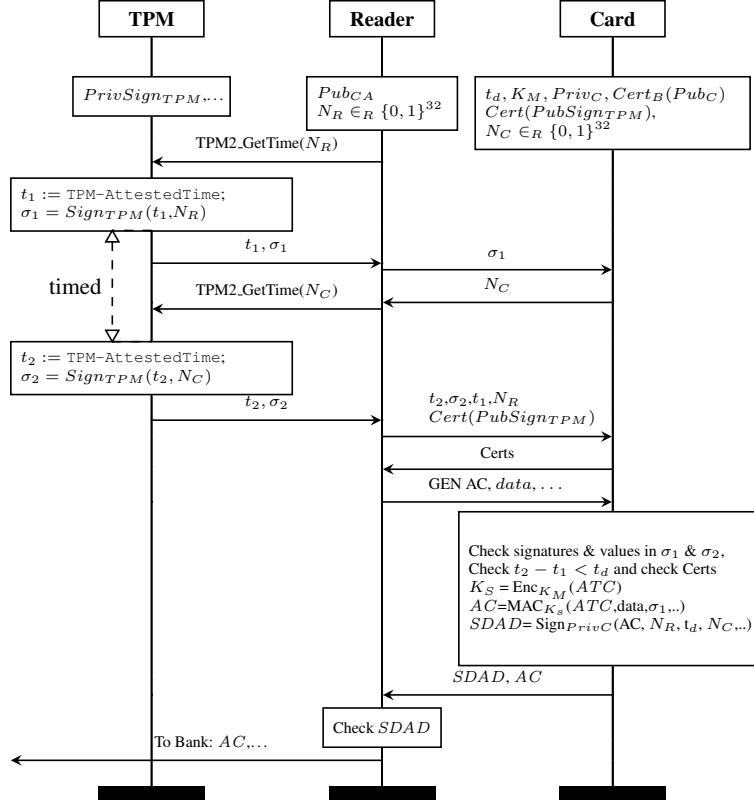 TPM
Reader
Card
PrivSign_TPM,...
Pub_CA
N_R ∈_R {0, 1}^32
t_d, K_M, Priv_C, Cert_B(Pub_C)
Cert(PubSign_TPM),
N_C ∈_R {0, 1}^32
TPM2_GetTime(N_R)
t_1 := TPM-AttestedTime;
σ_1 = Sign_TPM(t_1,N_R)
t_1, σ_1
σ_1
timed
TPM2_GetTime(N_C)
N_C
t_2 := TPM-AttestedTime;
σ_2 = Sign_TPM(t_2, N_C)
t_2, σ_2
t_2,σ_2,t_1,N_R
Cert(PubSign_TPM)
Certs
GEN AC, data, ...
Check signatures & values in σ_1 & σ_2,
Check t_2 − t_1 < t_d and check Certs
K_S = Enc_K_M(ATC)
AC=MAC_K_s(ATC,data,σ_1,..)
SDAD= Sign_PrivC(AC, N_R, t_d, N_C,..)
SDAD, AC
Check SDAD
To Bank: AC,...